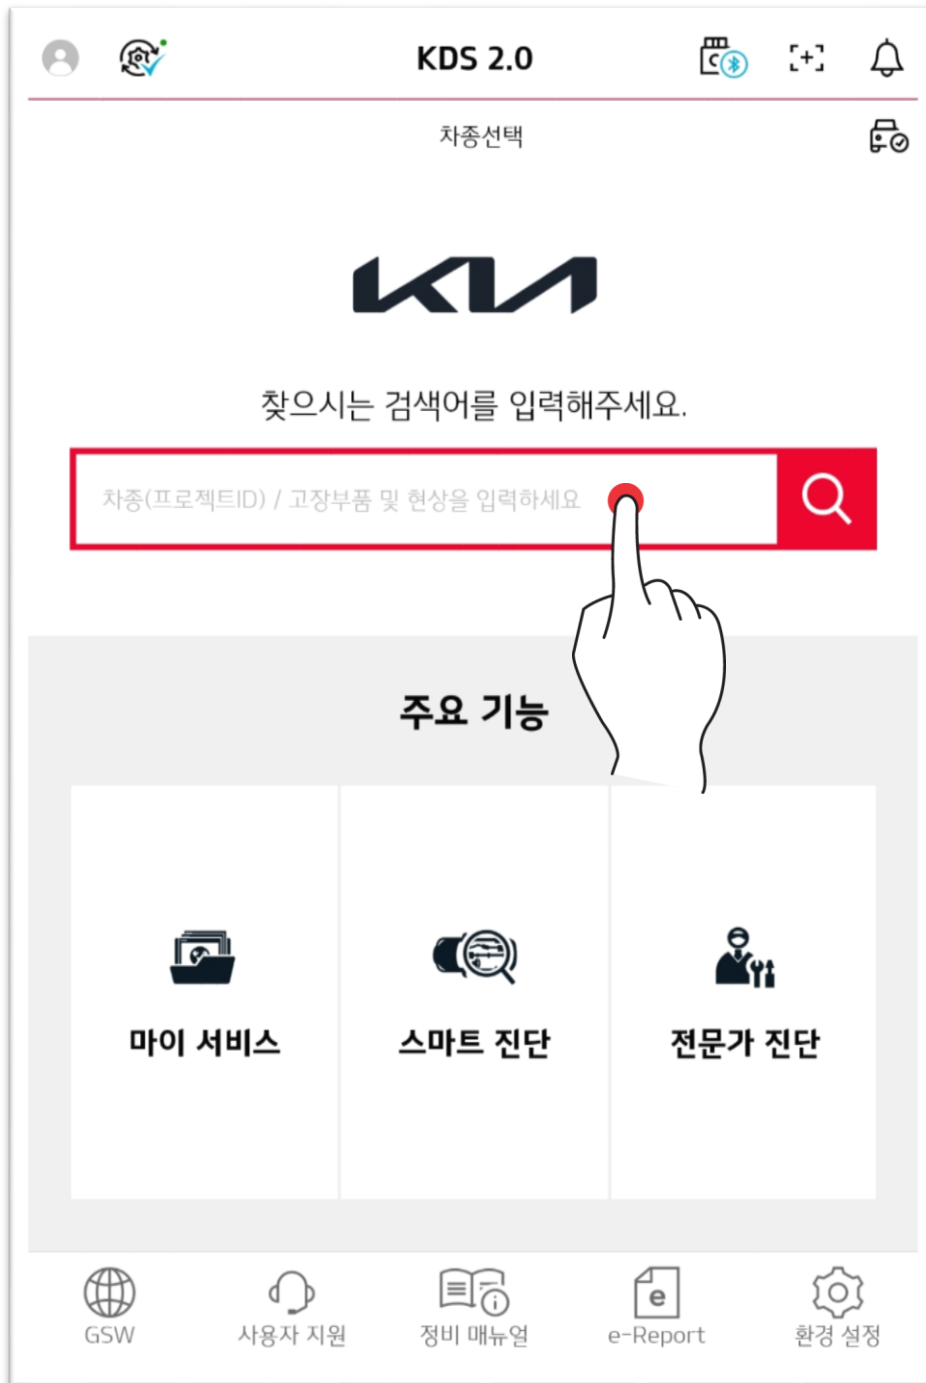 KDS 2.0
차종선택
KIA
찾으시는 검색어를 입력해주세요.
차종(프로젝트ID) / 고장부품 및 현상을 입력하세요
주요 기능
마이 서비스
스마트 진단
전문가 진단
GSW
사용자 지원
정비 매뉴얼
e-Report
환경 설정